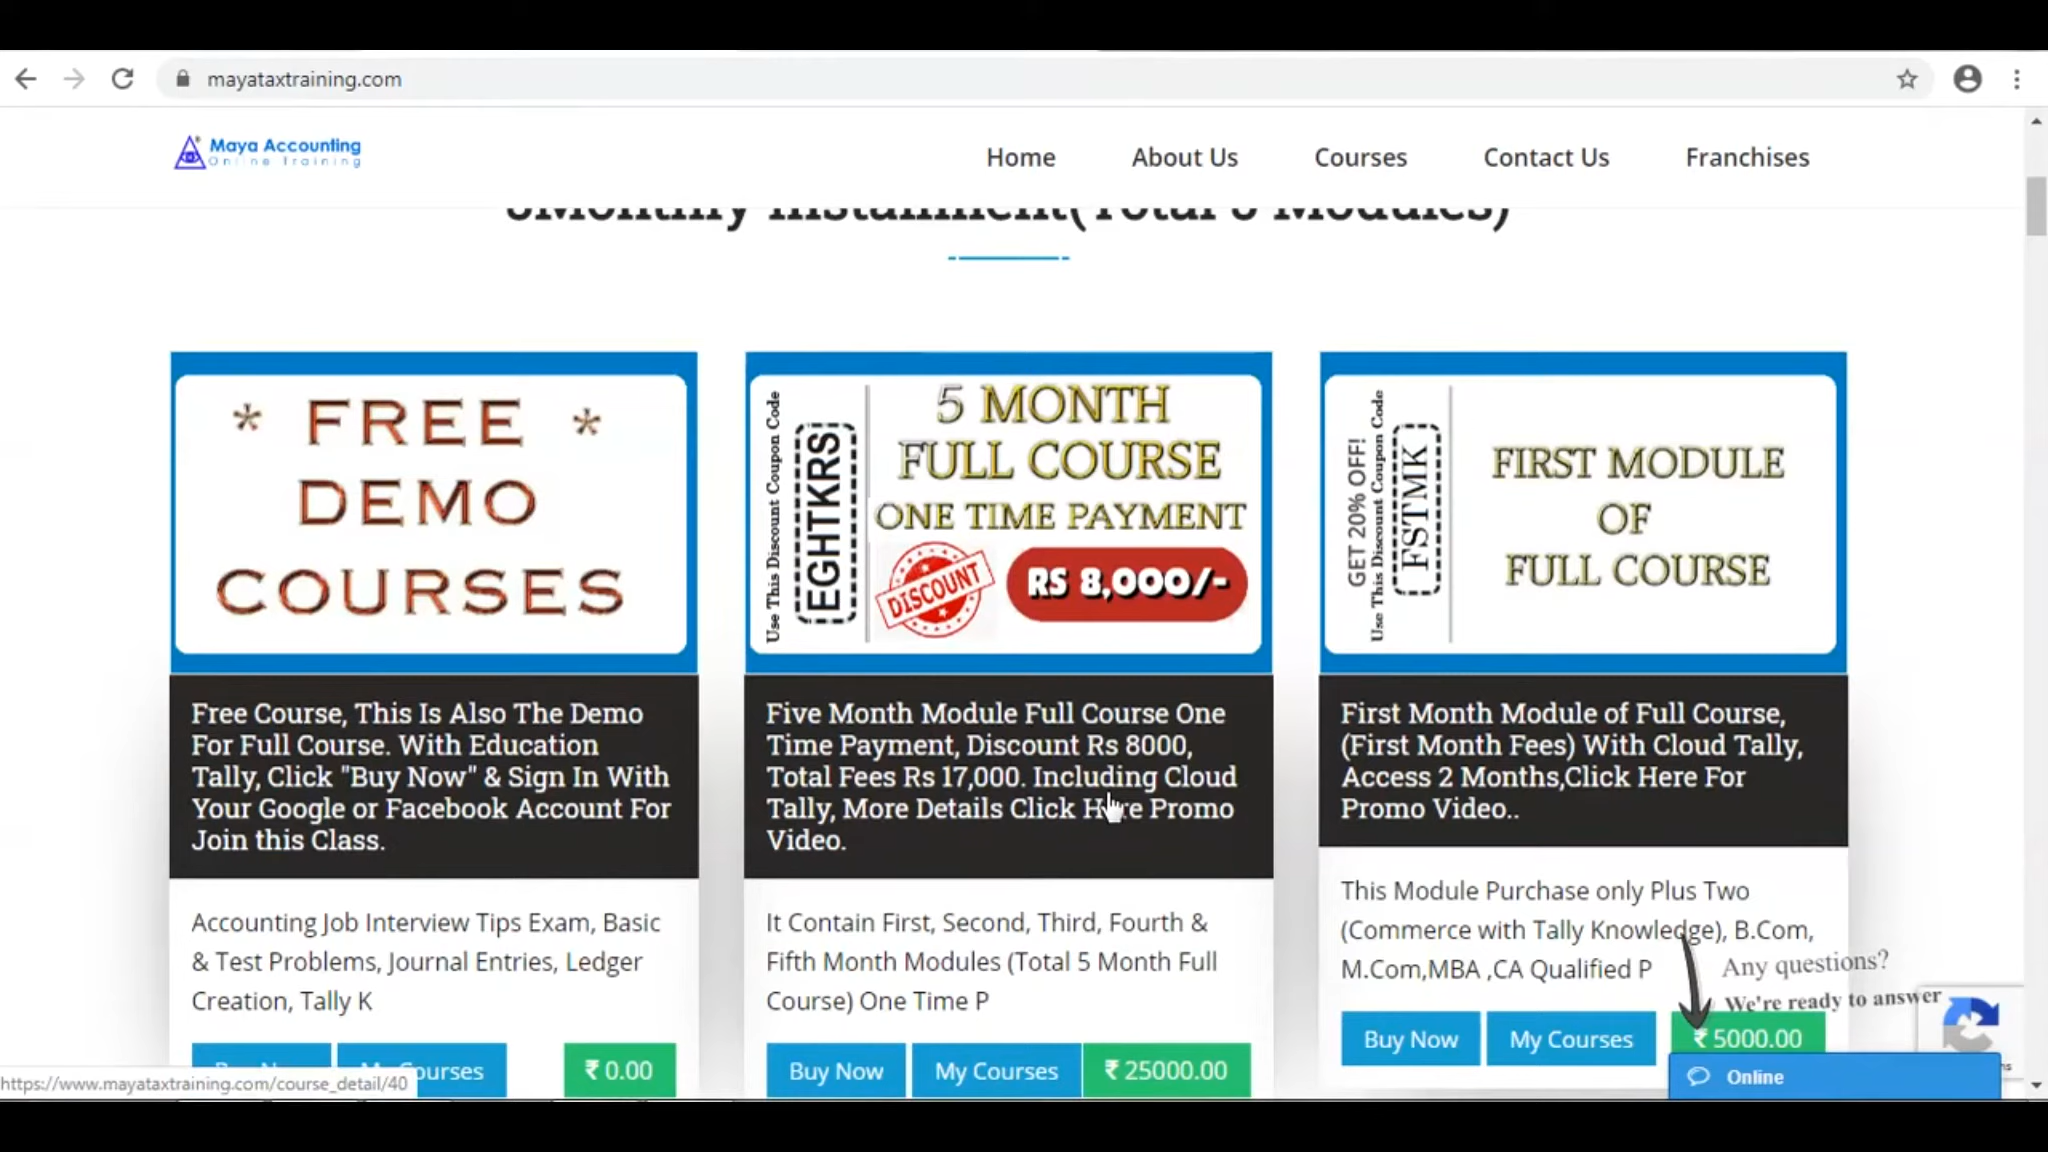 mayataxtraining.com
Maya Accounting
Online Training
Home
About Us
Courses
Contact Us
Franchises
* FREE *
DEMO
COURSES
Use This Discount Coupon Code
EGHTKRS
5 MONTH
FULL COURSE
ONE TIME PAYMENT
DISCOUNT
RS 8,000/-
GET 20% OFF!
Use This Discount Coupon Code
FSTMK
FIRST MODULE
OF
FULL COURSE
Free Course, This Is Also The Demo
For Full Course. With Education
Tally, Click "Buy Now" & Sign In With
Your Google or Facebook Account For
Join this Class.
Five Month Module Full Course One
Time Payment, Discount Rs 8000,
Total Fees Rs 17,000. Including Cloud
Tally, More Details Click Here Promo
Video.
First Month Module of Full Course,
(First Month Fees) With Cloud Tally,
Access 2 Months,Click Here For
Promo Video..
Accounting Job Interview Tips Exam, Basic
& Test Problems, Journal Entries, Ledger
Creation, Tally K
It Contain First, Second, Third, Fourth &
Fifth Month Modules (Total 5 Month Full
Course) One Time P
This Module Purchase only Plus Two
(Commerce with Tally Knowledge), B.Com,
M.Com,MBA ,CA Qualified P
Any questions?
We're ready to answer
Buy Now
My Courses
₹ 0.00
Buy Now
My Courses
₹ 25000.00
Buy Now
My Courses
₹ 5000.00
Online
https://www.mayataxtraining.com/course_detail/40